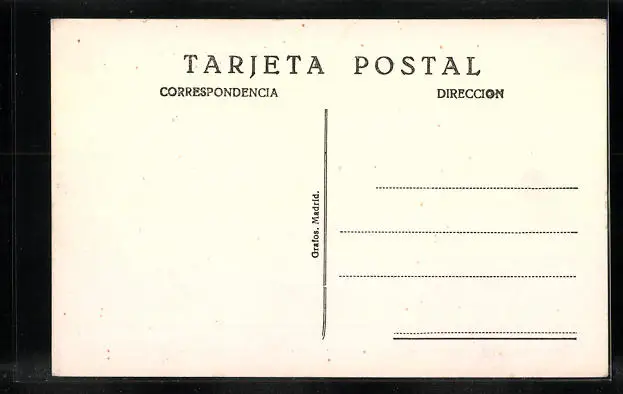 TARJETA POSTAL
CORRESPONDENCIA
DIRECCION
Grafos. Madrid.